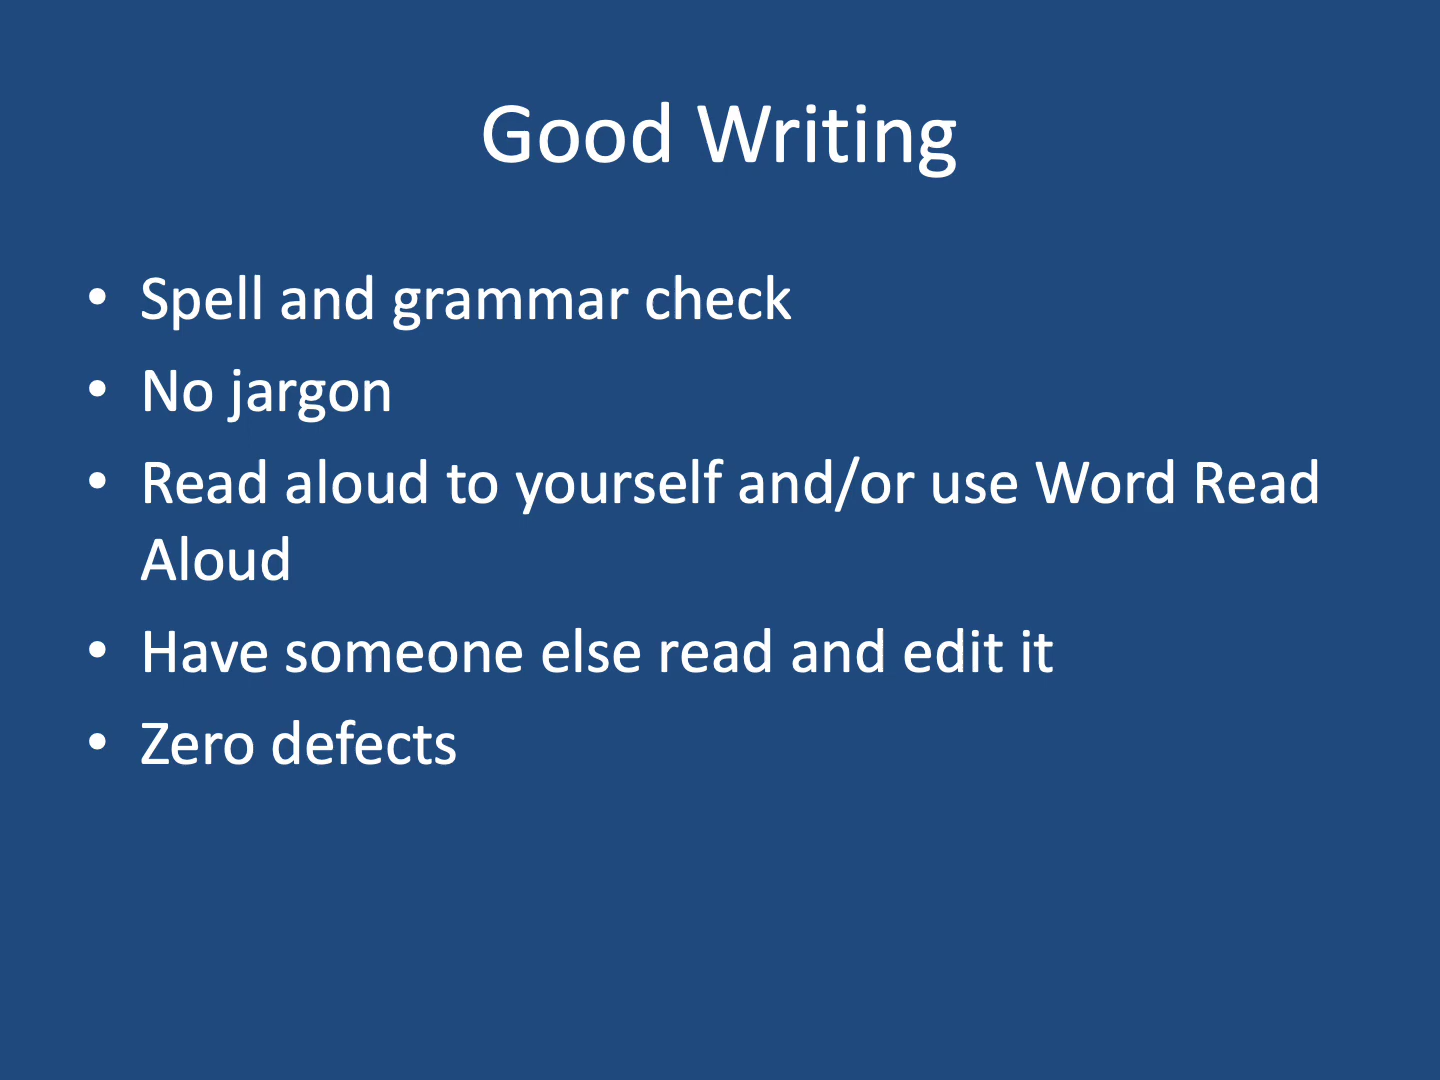 Good Writing
• Spell and grammar check
• No jargon
• Read aloud to yourself and/or use Word Read
Aloud
• Have someone else read and edit it
• Zero defects